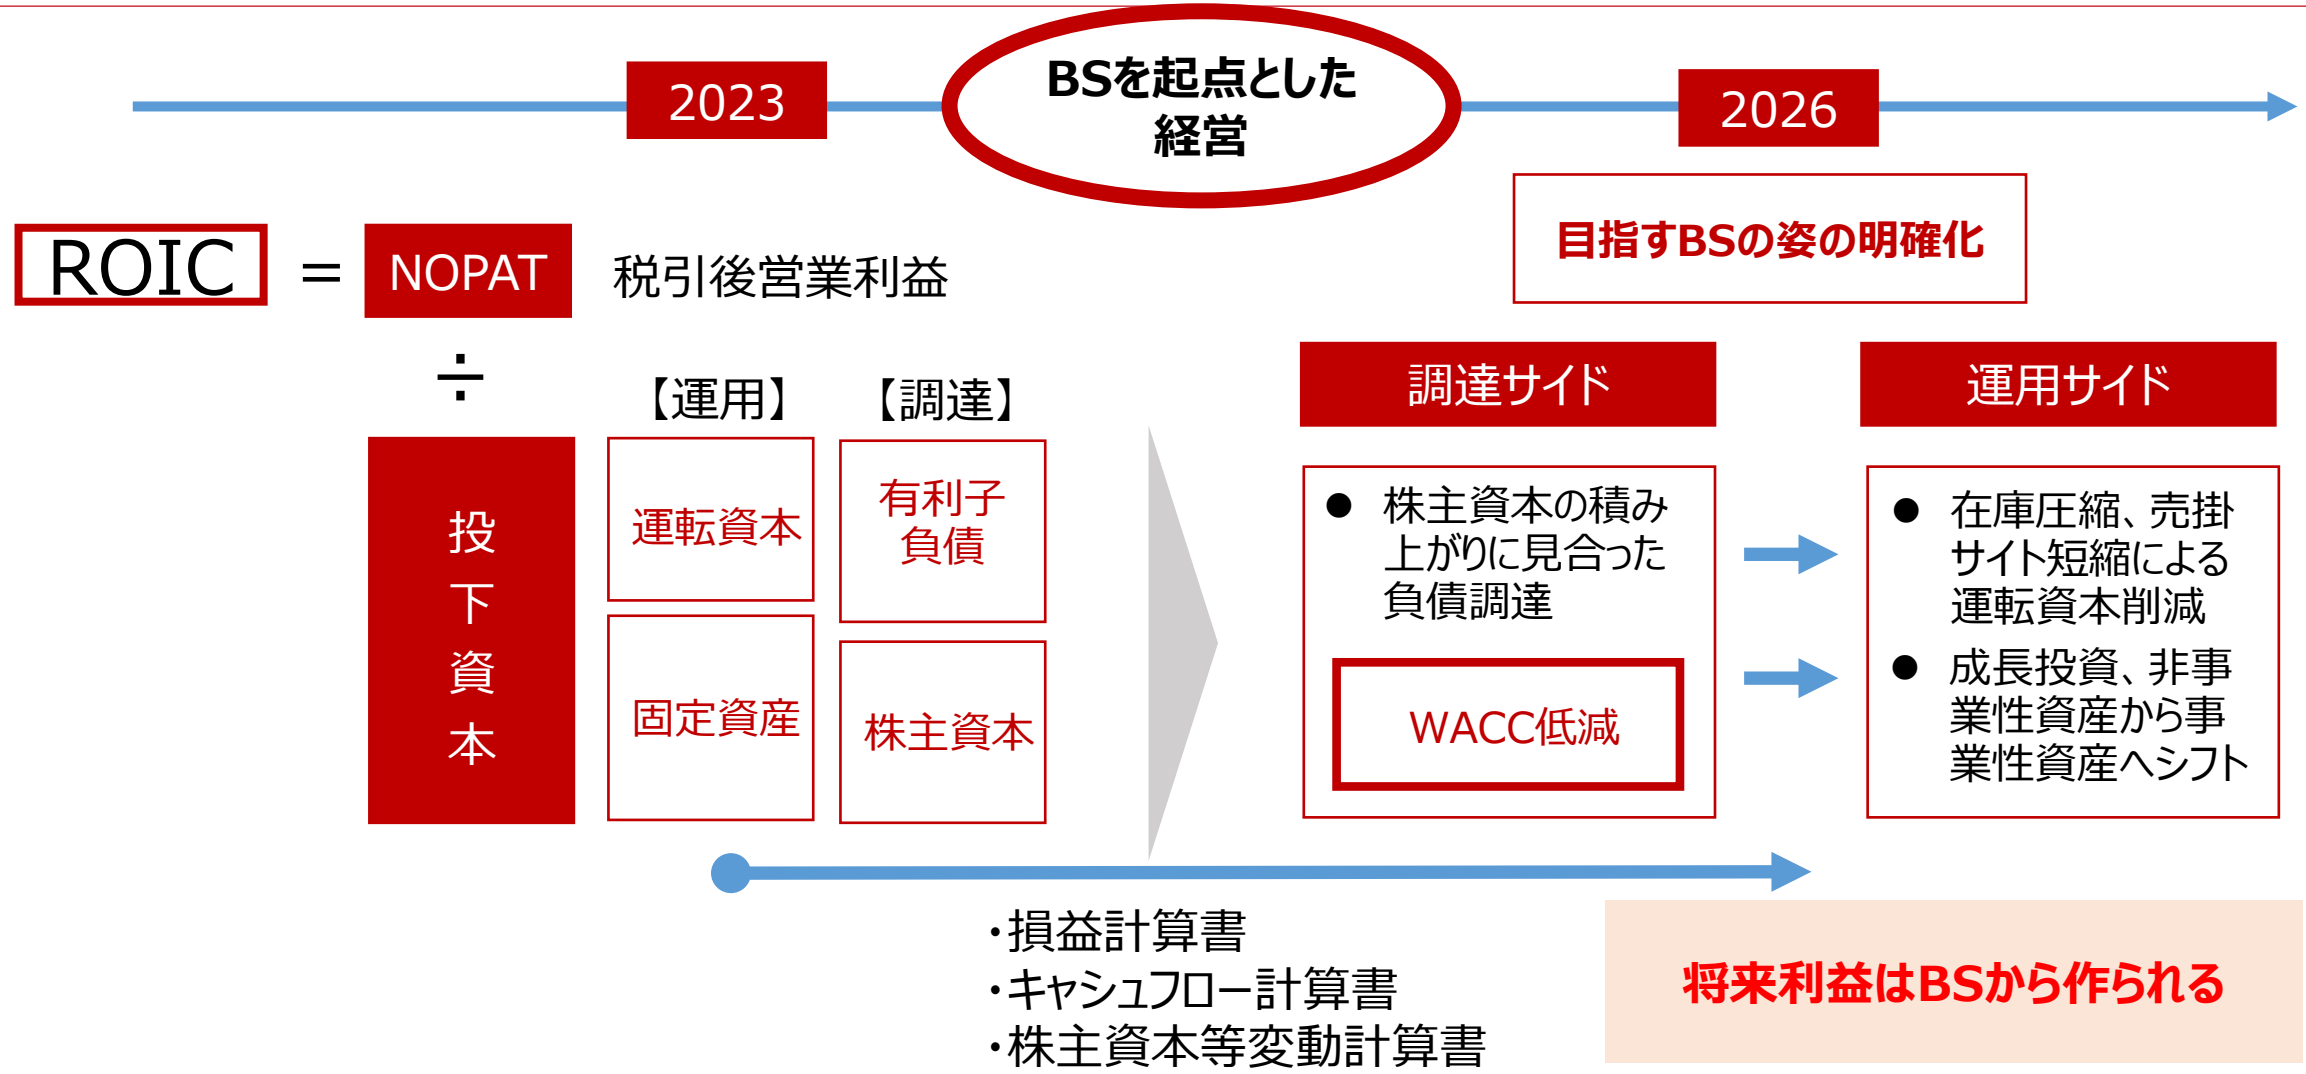 2023
BSを起点とした
経営
2026
目指すBSの姿の明確化
ROIC
=
NOPAT
税引後営業利益
÷
【運用】
【調達】
投
下
資
本
運転資本
有利子
負債
固定資産
株主資本
調達サイド
運用サイド
● 株主資本の積み
上がりに見合った
負債調達
WACC低減
● 在庫圧縮、売掛
サイト短縮による
運転資本削減
● 成長投資、非事
業性資産から事
業性資産へシフト
・損益計算書
・キャシュフロー計算書
・株主資本等変動計算書
将来利益はBSから作られる